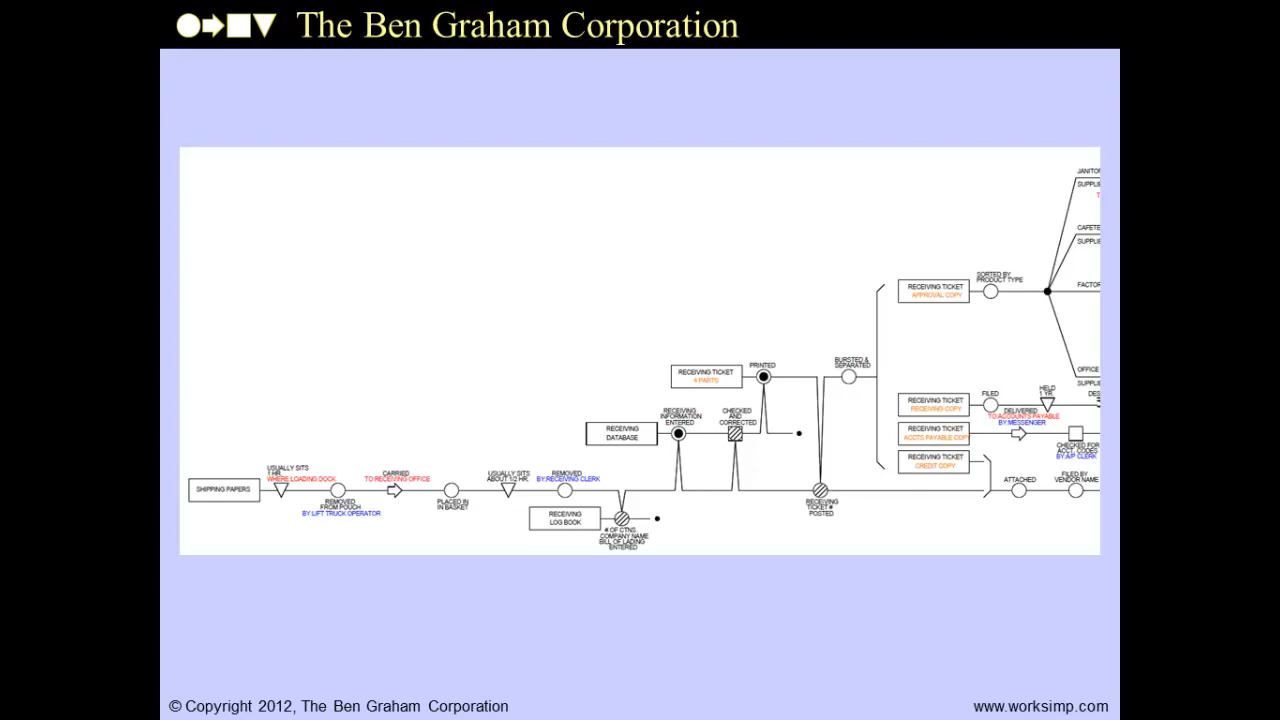 The Ben Graham Corporation
JANITOR
SUPPLIE
T
CAFETE
SUPPLIE
SORTED BY
PRODUCT TYPE
RECEIVING TICKET
APPROVAL COPY
FACTOR
BURSTED &
SEPARATED
PRINTED
RECEIVING TICKET
4 PARTS
OFFICE
SUPPLIE
HELD
1 YR.
DES
FILED
RECEIVING TICKET
RECEIVING COPY
DELIVERED
TO:ACCOUNTS PAYABLE
BY:MESSENGER
RECEIVING
INFORMATION
ENTERED
CHECKED
AND
CORRECTED
RECEIVING
DATABASE
RECEIVING TICKET
ACCTS PAYABLE COPY
CHECKED FOR
ACCT. CODES
BY:A/P CLERK
RECEIVING TICKET
CREDIT COPY
USUALLY SITS
1 HR.
WHERE:LOADING DOCK
CARRIED
TO:RECEIVING OFFICE
USUALLY SITS
ABOUT 1/2 HR.
REMOVED
BY:RECEIVING CLERK
ATTACHED
FILED BY
VENDOR NAME
SHIPPING PAPERS
REMOVED
FROM POUCH
BY:LIFT TRUCK OPERATOR
PLACED IN
IN BASKET
RECEIVING
TICKET #
POSTED
RECEIVING
LOG BOOK
# OF CTNS.
COMPANY NAME
BILL OF LADING
ENTERED
© Copyright 2012, The Ben Graham Corporation
www.worksimp.com